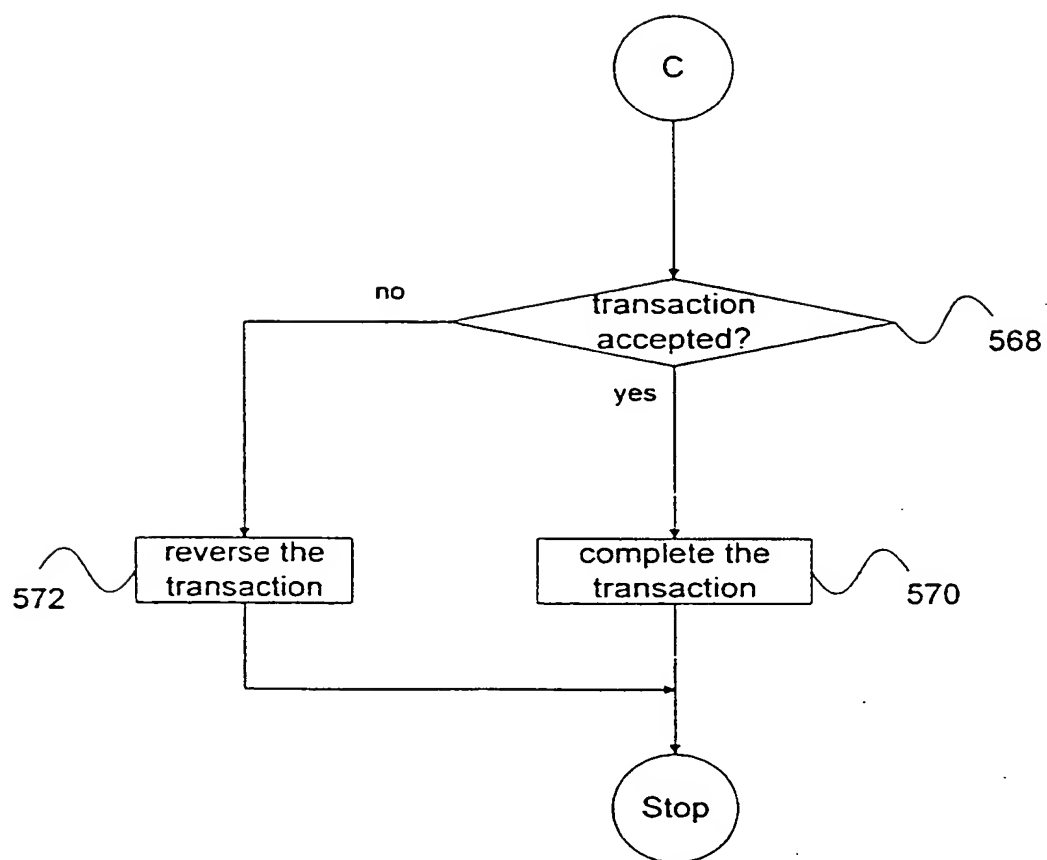 C
no
transaction
accepted?
568
yes
reverse the
transaction
572
complete the
transaction
570
Stop